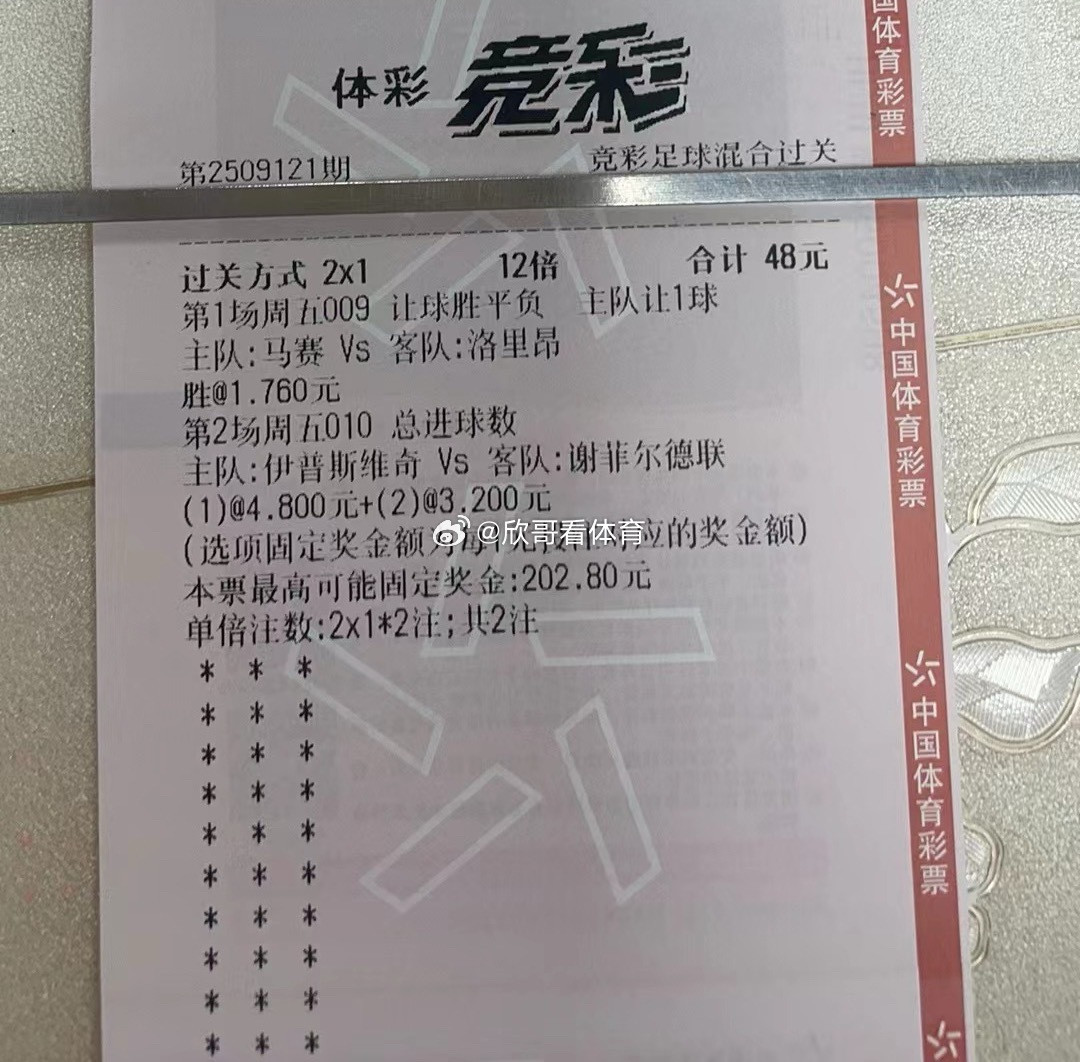 体彩 竞彩
第2509121期 竞彩足球混合过关
过关方式 2x1 12倍 合计 48元
第1场周五009 让球胜平负 主队让1球
主队:马赛 Vs 客队:洛里昂
胜@1.760元
第2场周五010 总进球数
主队:伊普斯维奇 Vs 客队:谢菲尔德联
(1)@4.800元+(2)@3.200元
@欣哥看体育
(选项固定奖金额为每 应的奖金额)
本票最高可能固定奖金:202.80元
单倍注数:2x1*2注;共2注
* * *
* * *
* * *
* * *
* * *
* * *
* * *
* * *
* * *
* * *
国体育彩票
中国体育彩票
中国体育彩票